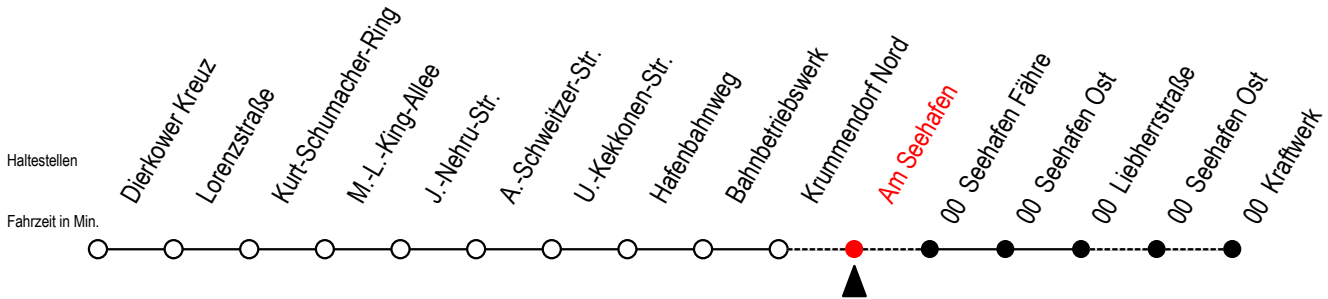 Haltestellen
Fahrzeit in Min.
Dierkower Kreuz
Lorenzstraße
Kurt-Schumacher-Ring
M.-L.-King-Allee
J.-Nehru-Str.
A.-Schweitzer-Str.
U.-Kekkonen-Str.
Hafenbahnweg
Bahnbetriebswerk
Krummendorf Nord
Am Seehafen
00 Seehafen Fähre
00 Seehafen Ost
00 Liebherrstraße
00 Seehafen Ost
00 Kraftwerk